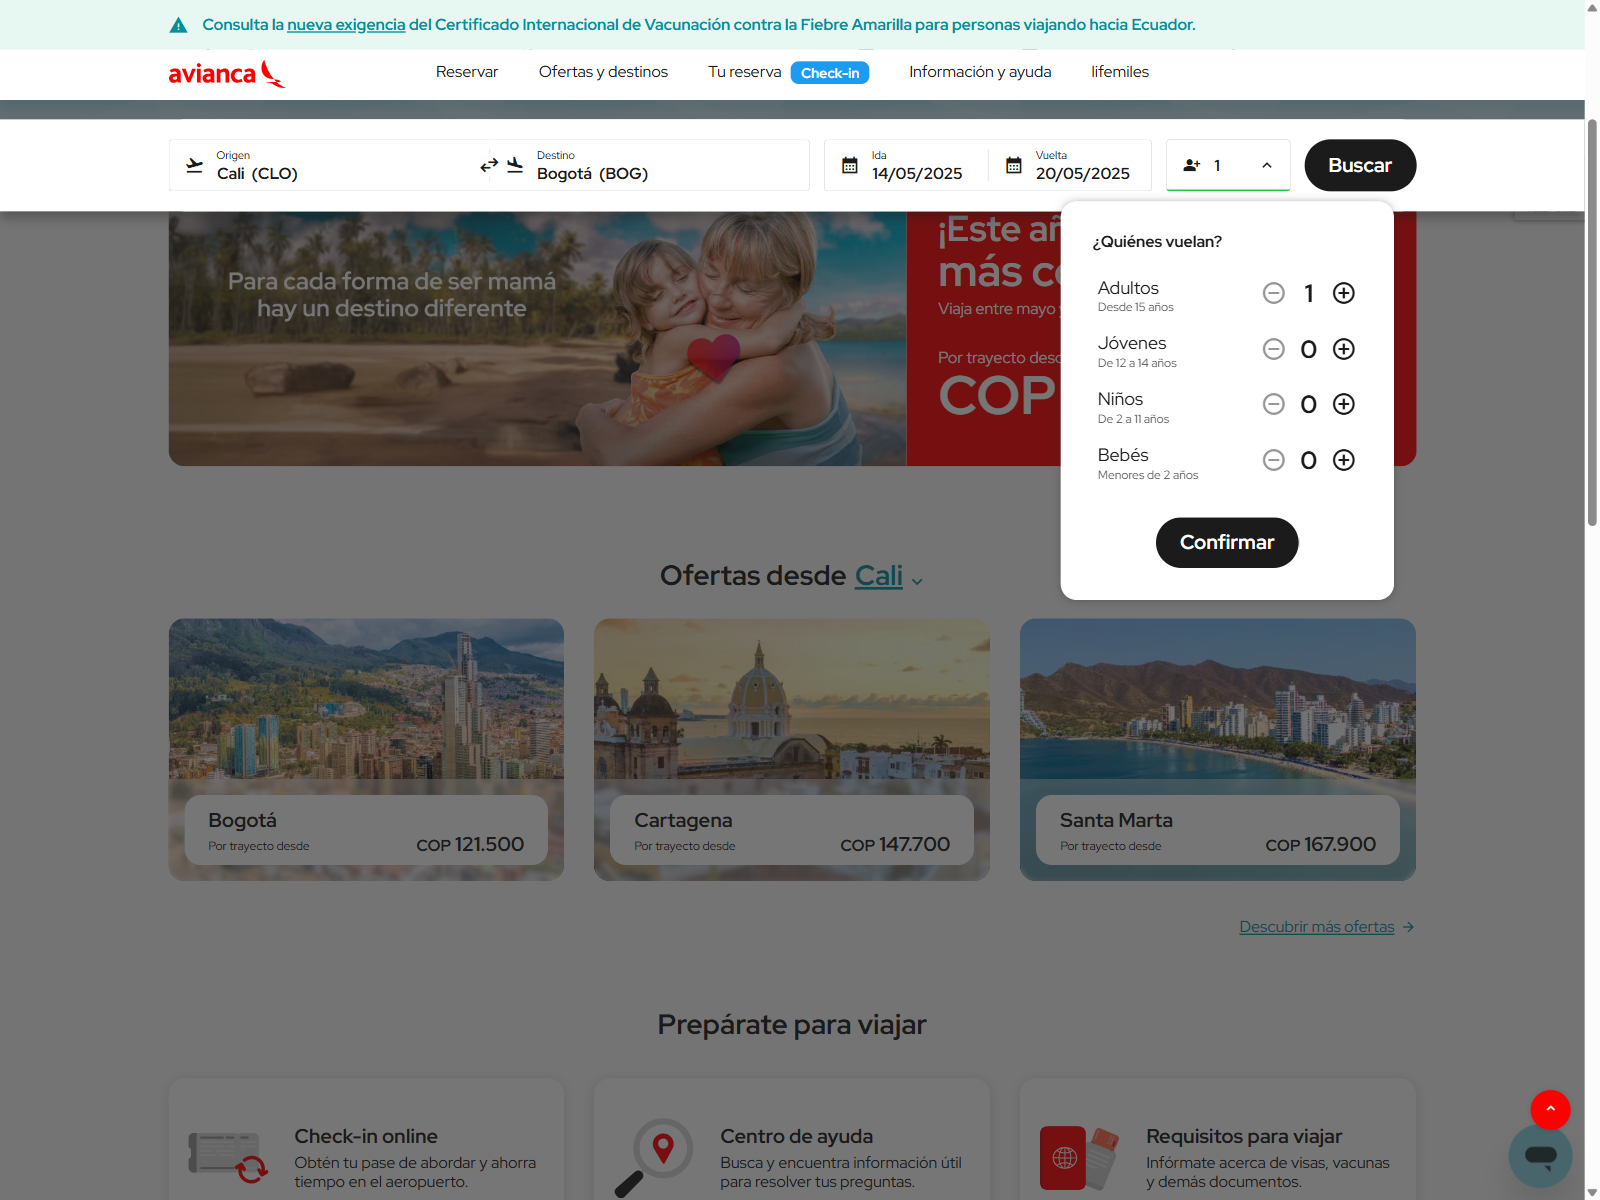 Consulta la nueva exigencia del Certificado Internacional de Vacunación contra la Fiebre Amarilla para personas viajando hacia Ecuador.
avianca
Reservar
Ofertas y destinos
Tu reserva
Check-in
Información y ayuda
lifemiles
Origen
Cali (CLO)
Destino
Bogotá (BOG)
Ida
14/05/2025
Vuelta
20/05/2025
1
Buscar
¿Quiénes vuelan?
Adultos
Desde 15 años
1
Jóvenes
De 12 a 14 años
0
Niños
De 2 a 11 años
0
Bebés
Menores de 2 años
0
Confirmar
Para cada forma de ser mamá
hay un destino diferente
¡Este
más
Viaja entre mayo
Por trayecto
COP
Ofertas desde Cali
Bogotá
Por trayecto desde
COP 121.500
Cartagena
Por trayecto desde
COP 147.700
Santa Marta
Por trayecto desde
COP 167.900
Descubrir más ofertas
Prepárate para viajar
Check-in online
Obtén tu pase de abordar y ahorra
tiempo en el aeropuerto.
Centro de ayuda
Busca y encuentra información útil
para resolver tus preguntas.
Requisitos para viajar
Infórmate acerca de visas, vacunas
y demás documentos.